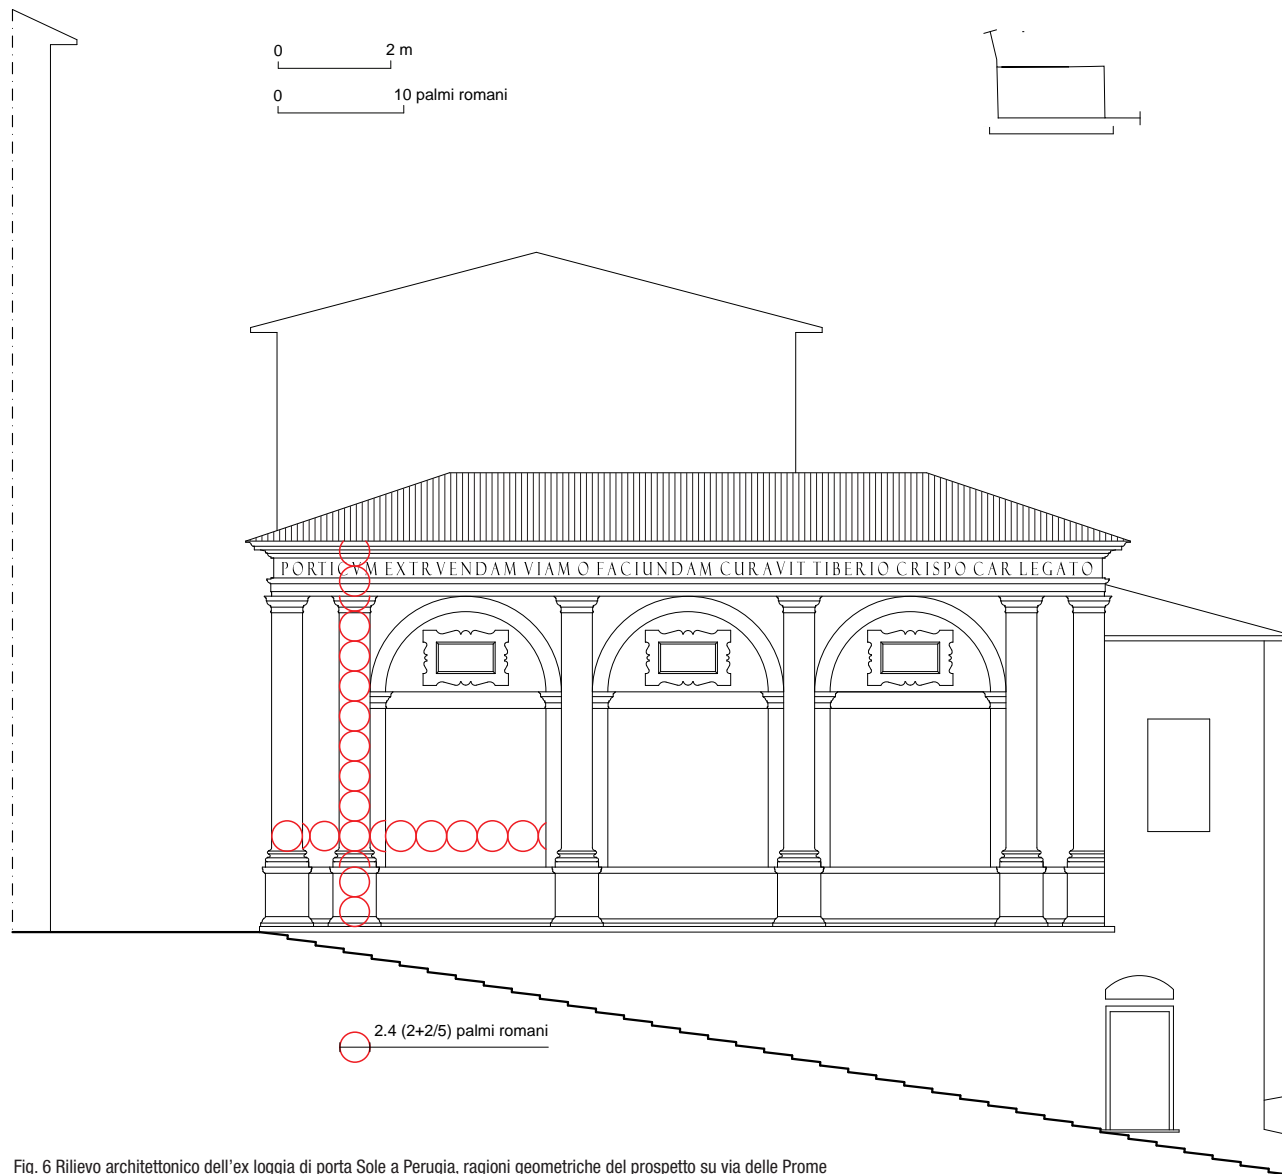 0 2 m
0 10 palmi romani
PORTICVM EXTRVENDAM VIAM O FACIUNDAM CURAVIT TIBERIO CRISPO CAR LEGATO
2.4 (2+2/5) palmi romani
Fig. 6 Rilievo architettonico dell'ex loggia di porta Sole a Perugia, ragioni geometriche del prospetto su via delle Prome